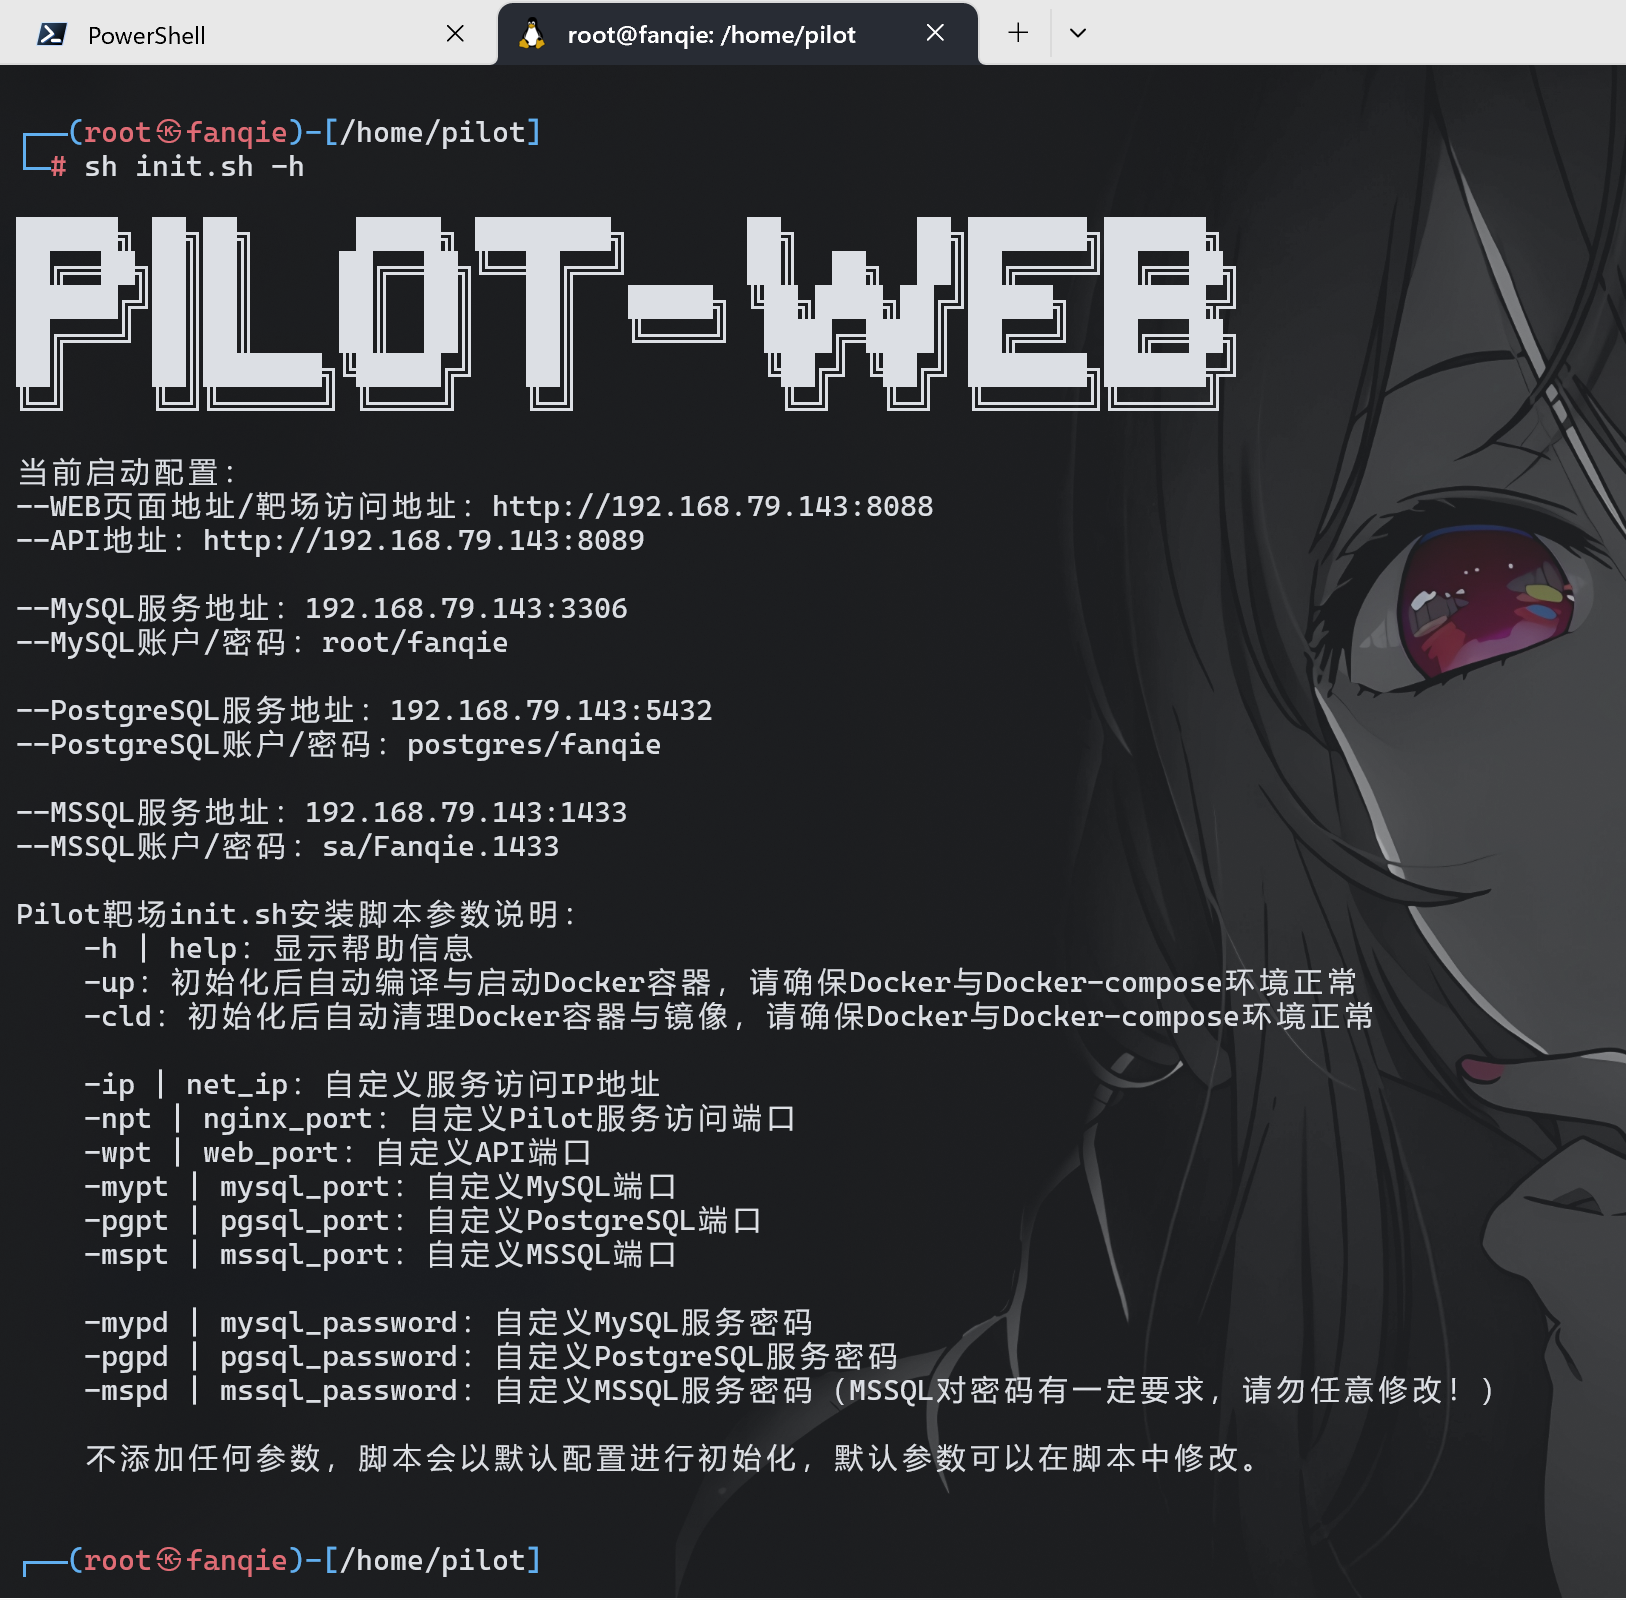 PowerShell
root@fanqie: /home/pilot
┌──(root㉿fanqie)-[/home/pilot]
└─# sh init.sh -h
PILOT-WEB
当前启动配置：
--WEB页面地址/靶场访问地址：http://192.168.79.143:8088
--API地址：http://192.168.79.143:8089
--MySQL服务地址：192.168.79.143:3306
--MySQL账户/密码：root/fanqie
--PostgreSQL服务地址：192.168.79.143:5432
--PostgreSQL账户/密码：postgres/fanqie
--MSSQL服务地址：192.168.79.143:1433
--MSSQL账户/密码：sa/Fanqie.1433
Pilot靶场init.sh安装脚本参数说明：
-h | help：显示帮助信息
-up：初始化后自动编译与启动Docker容器，请确保Docker与Docker-compose环境正常
-cld：初始化后自动清理Docker容器与镜像，请确保Docker与Docker-compose环境正常
-ip | net_ip：自定义服务访问IP地址
-npt | nginx_port：自定义Pilot服务访问端口
-wpt | web_port：自定义API端口
-mypt | mysql_port：自定义MySQL端口
-pgpt | pgsql_port：自定义PostgreSQL端口
-mspt | mssql_port：自定义MSSQL端口
-mypd | mysql_password：自定义MySQL服务密码
-pgpd | pgsql_password：自定义PostgreSQL服务密码
-mspd | mssql_password：自定义MSSQL服务密码（MSSQL对密码有一定要求，请勿任意修改！）
不添加任何参数，脚本会以默认配置进行初始化，默认参数可以在脚本中修改。
┌──(root㉿fanqie)-[/home/pilot]